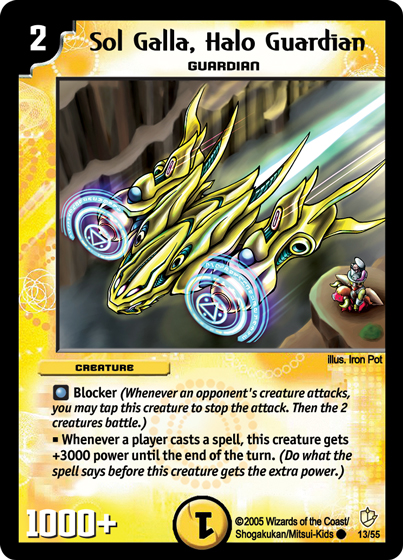 2
Sol Galla, Halo Guardian
GUARDIAN
illus. Iron Pot
CREATURE
Blocker (Whenever an opponent's creature attacks,
you may tap this creature to stop the attack. Then the 2
creatures battle.)
▪ Whenever a player casts a spell, this creature gets
+3000 power until the end of the turn. (Do what the
spell says before this creature gets the extra power.)
1000+
1
©2005 Wizards of the Coast/
Shogakukan/Mitsui-Kids ● 13/55